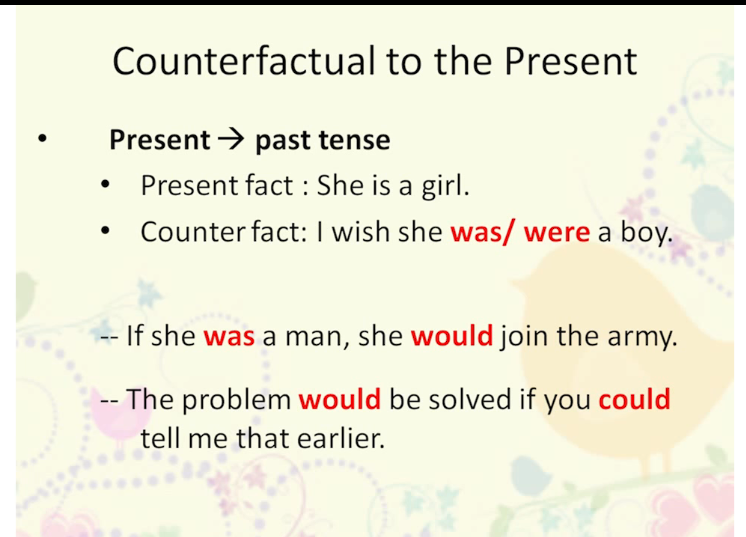 Counterfactual to the Present
• Present → past tense
• Present fact : She is a girl.
• Counter fact: I wish she was/ were a boy.
-- If she was a man, she would join the army.
-- The problem would be solved if you could
tell me that earlier.